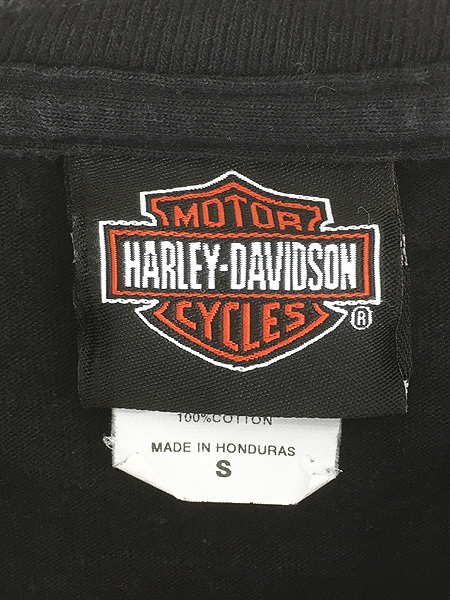 MOTOR
HARLEY-DAVIDSON
CYCLES ®
100% COTTON
MADE IN HONDURAS
S